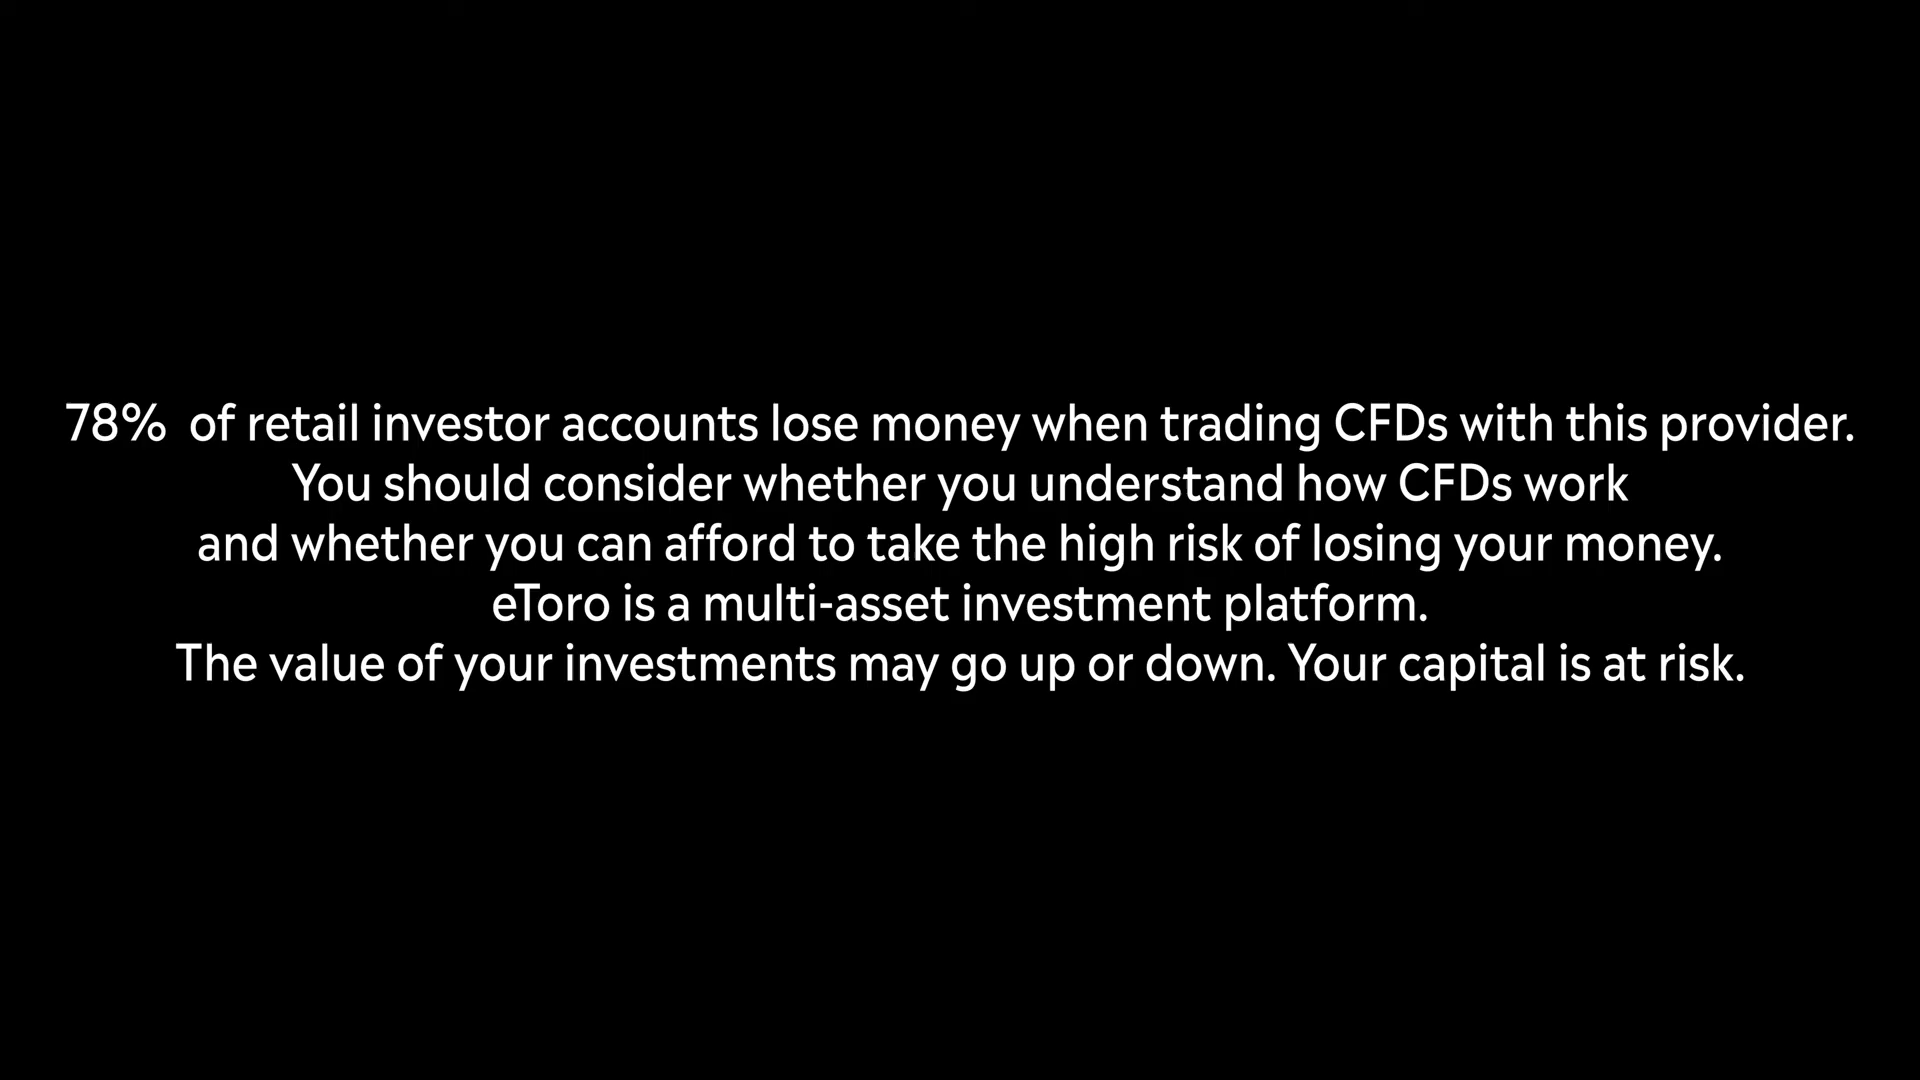 78%  of retail investor accounts lose money when trading CFDs with this provider.
You should consider whether you understand how CFDs work
and whether you can afford to take the high risk of losing your money.
eToro is a multi-asset investment platform.
The value of your investments may go up or down. Your capital is at risk.